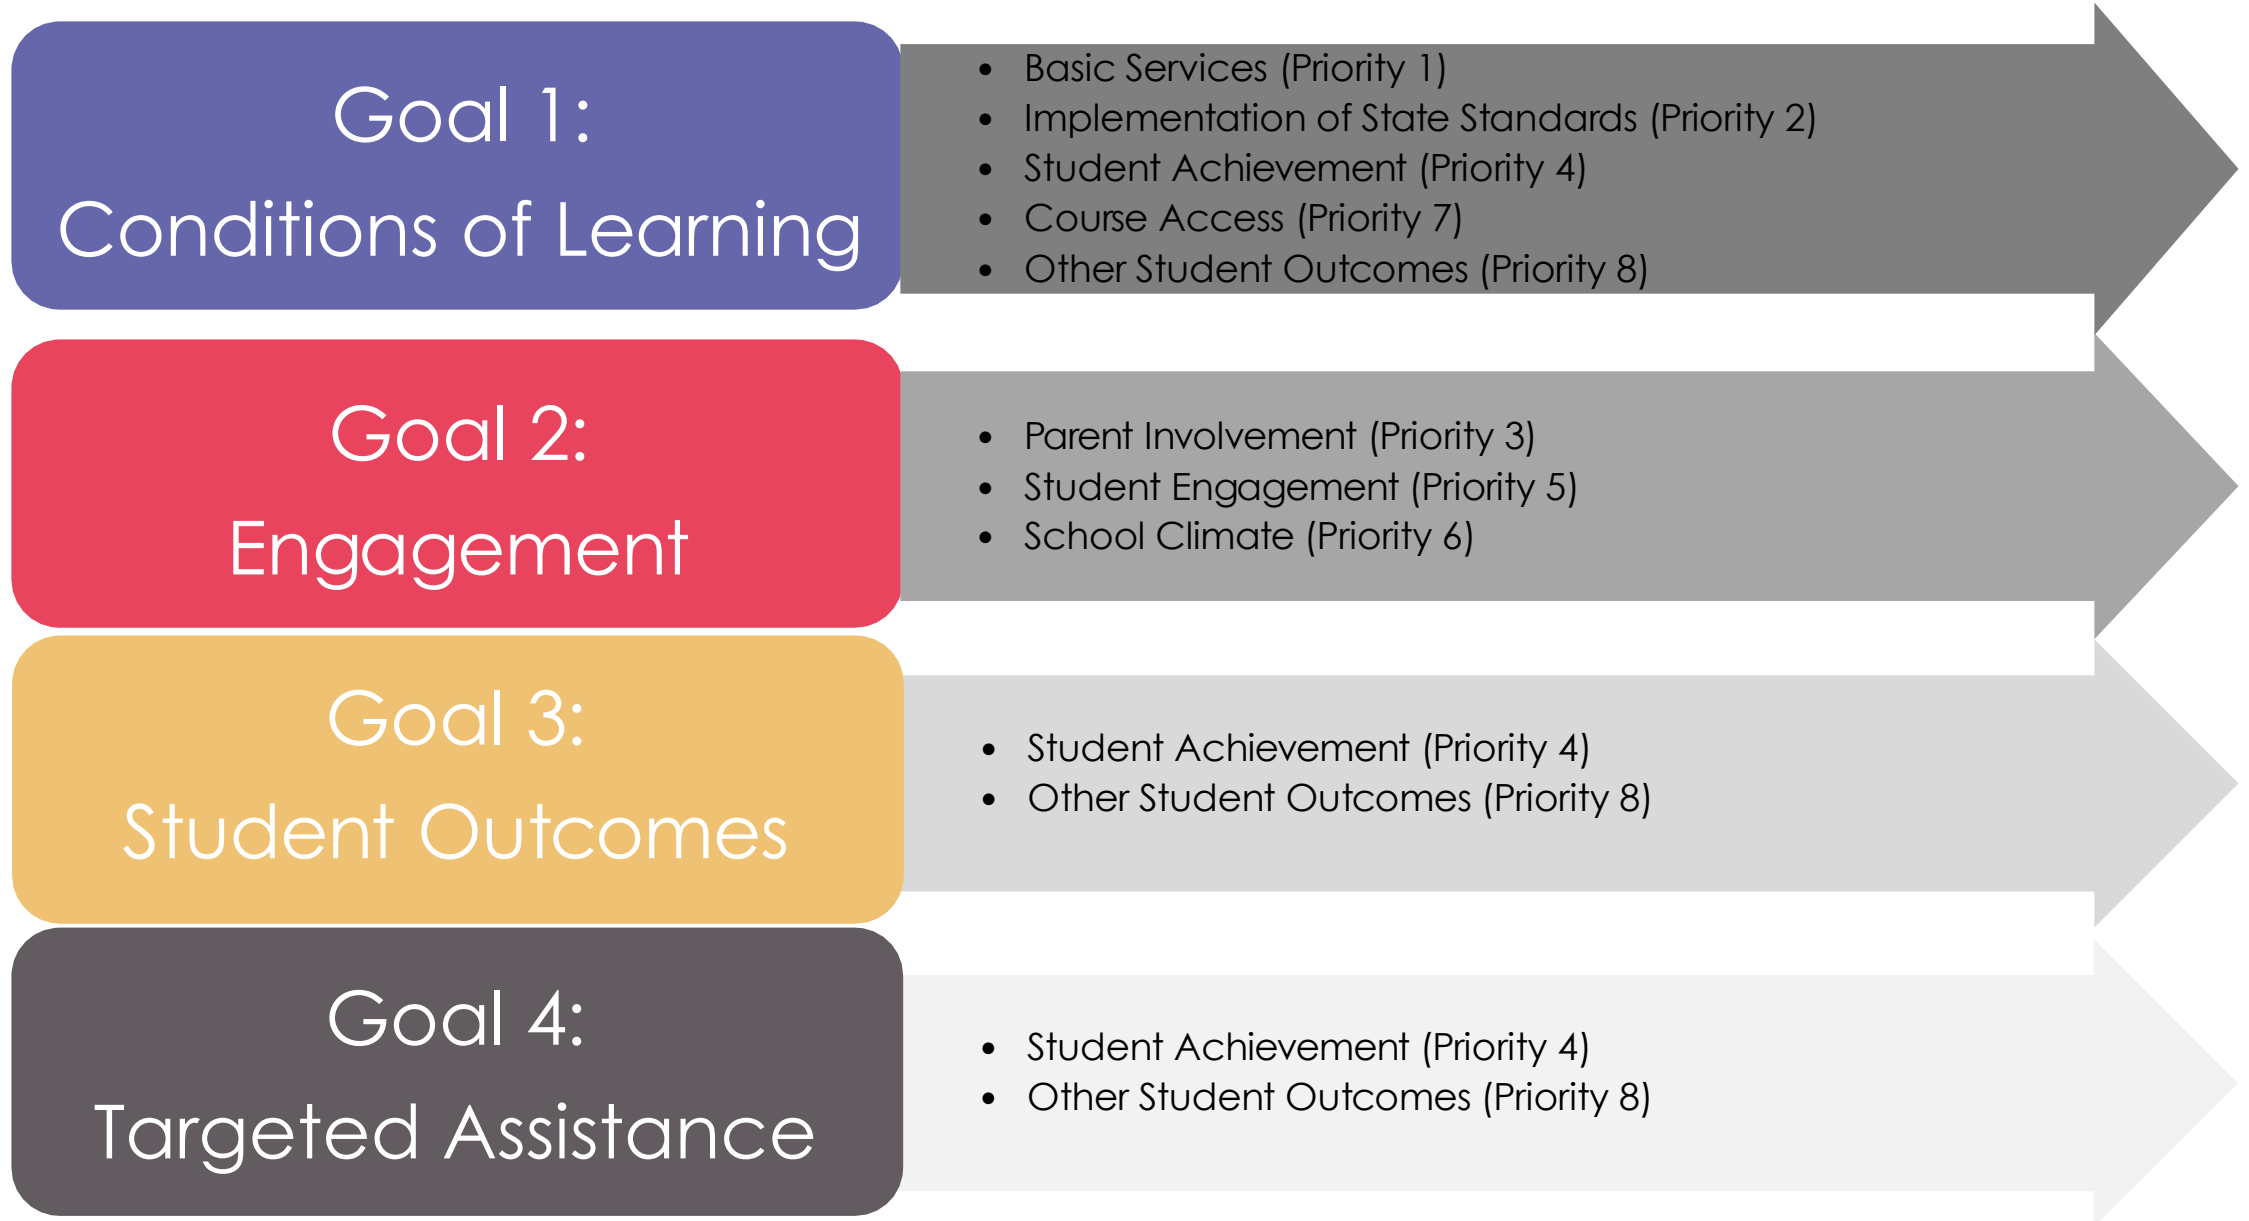 Goal 1:
Conditions of Learning
• Basic Services (Priority 1)
• Implementation of State Standards (Priority 2)
• Student Achievement (Priority 4)
• Course Access (Priority 7)
• Other Student Outcomes (Priority 8)
Goal 2:
Engagement
• Parent Involvement (Priority 3)
• Student Engagement (Priority 5)
• School Climate (Priority 6)
Goal 3:
Student Outcomes
• Student Achievement (Priority 4)
• Other Student Outcomes (Priority 8)
Goal 4:
Targeted Assistance
• Student Achievement (Priority 4)
• Other Student Outcomes (Priority 8)